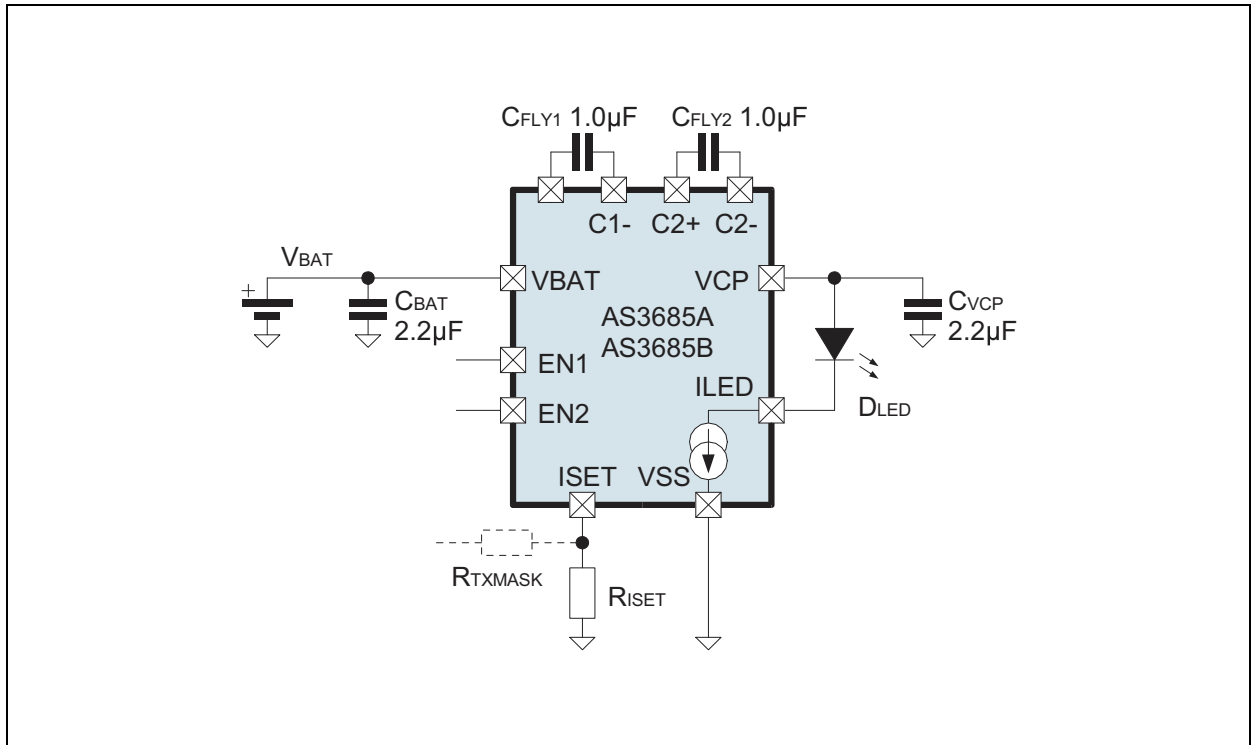 CFLY1 1.0µF
CFLY2 1.0µF
C1-
C2+
C2-
VBAT
+
CBAT
2.2µF
VBAT
VCP
AS3685A
AS3685B
CVCP
2.2µF
EN1
EN2
ILED
DLED
ISET
VSS
RTXMASK
RISET